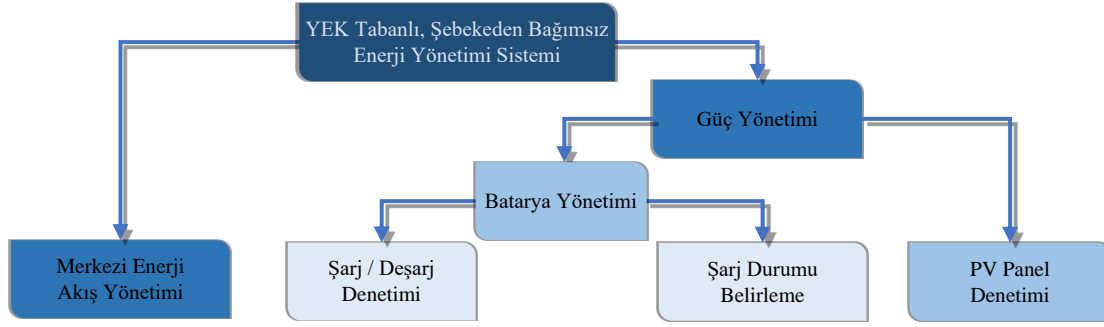 YEK Tabanlı, Şebekeden Bağımsız
Enerji Yönetimi Sistemi
Güç Yönetimi
Batarya Yönetimi
Merkezi Enerji
Akış Yönetimi
Şarj / Deşarj
Denetimi
Şarj Durumu
Belirleme
PV Panel
Denetimi